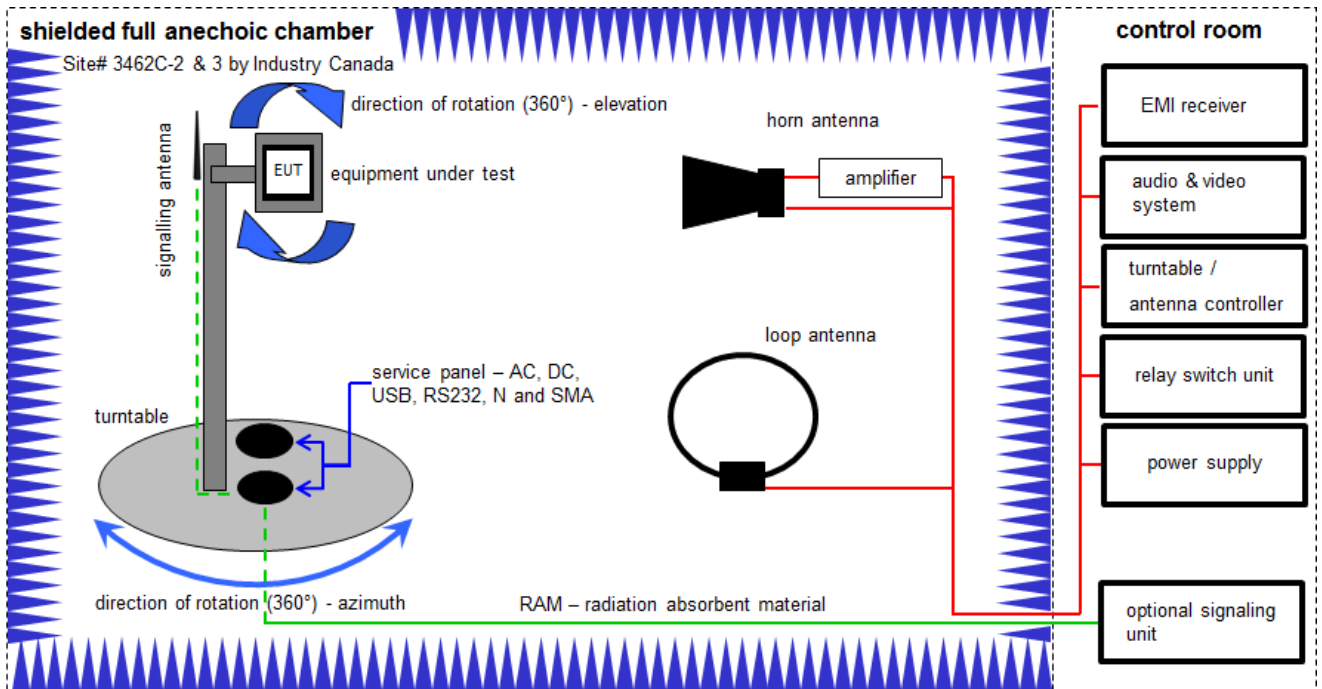 shielded full anechoic chamber
Site# 3462C-2 & 3 by Industry Canada
direction of rotation (360°) - elevation
signalling antenna
EUT
equipment under test
horn antenna
amplifier
loop antenna
service panel – AC, DC,
USB, RS232, N and SMA
turntable
direction of rotation (360°) - azimuth
RAM – radiation absorbent material
control room
EMI receiver
audio & video
system
turntable /
antenna controller
relay switch unit
power supply
optional signaling
unit